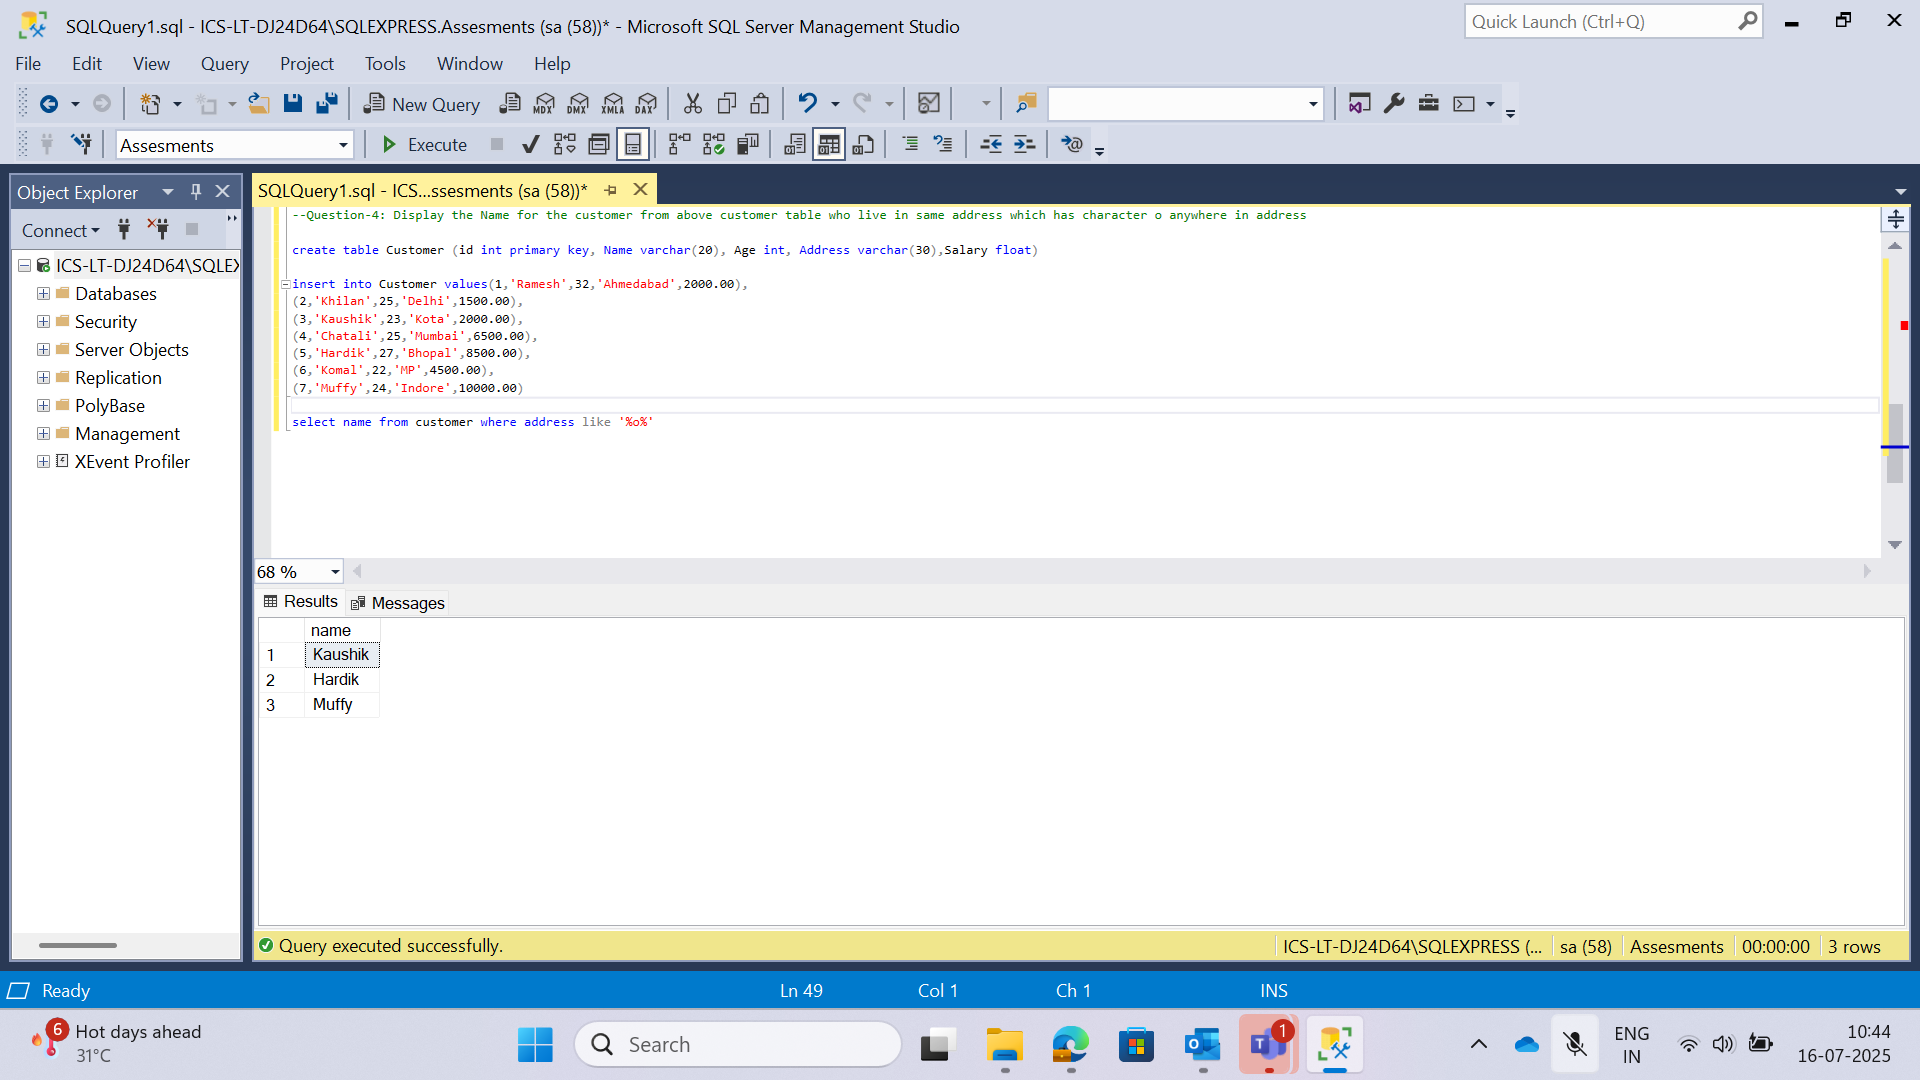 SQLQuery1.sql - ICS-LT-DJ24D64\SQLEXPRESS.Assesments (sa (58))* - Microsoft SQL Server Management Studio
Quick Launch (Ctrl+Q)
File Edit View Query Project Tools Window Help
New Query MDX DMX XMLA DAX
Assesments Execute
Object Explorer
SQLQuery1.sql - ICS...ssesments (sa (58))*
Connect
ICS-LT-DJ24D64\SQLEX
Databases
Security
Server Objects
Replication
PolyBase
Management
XEvent Profiler
--Question-4: Display the Name for the customer from above customer table who live in same address which has character o anywhere in address
create table Customer (id int primary key, Name varchar(20), Age int, Address varchar(30),Salary float)
insert into Customer values(1,'Ramesh',32,'Ahmedabad',2000.00),
(2,'Khilan',25,'Delhi',1500.00),
(3,'Kaushik',23,'Kota',2000.00),
(4,'Chatali',25,'Mumbai',6500.00),
(5,'Hardik',27,'Bhopal',8500.00),
(6,'Komal',22,'MP',4500.00),
(7,'Muffy',24,'Indore',10000.00)
select name from customer where address like '%o%'
68 %
Results Messages
name
1 Kaushik
2 Hardik
3 Muffy
Query executed successfully.
ICS-LT-DJ24D64\SQLEXPRESS (... sa (58) Assesments 00:00:00 3 rows
Ready Ln 49 Col 1 Ch 1 INS
6 Hot days ahead
31°C
Search
1
ENG
IN
10:44
16-07-2025